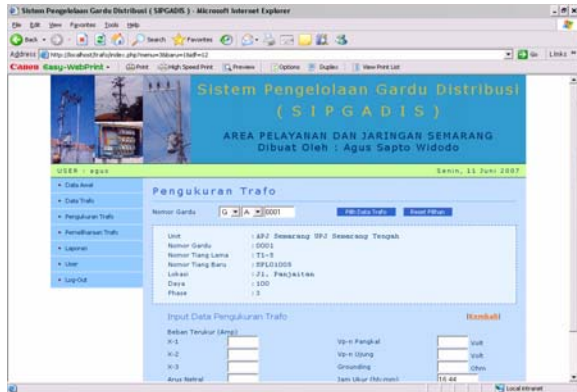 Sistem Pengelolaan Gardu Distribusi ( SIPGADIS ) - Microsoft Internet Explorer
File Edit View Favorites Tools Help
Back Search Favorites
Address Go Links
Canon Easy-WebPrint Print High Speed Print Preview Options Duplex View Print List
Sistem Pengelolaan Gardu Distribusi
( S I P G A D I S )
AREA PELAYANAN DAN JARINGAN SEMARANG
Dibuat Oleh : Agus Sapto Widodo
USER : agus
Senin, 11 Juni 2007
Data Awal
Data Trafo
Pengukuran Trafo
Pemeliharaan Trafo
Laporan
User
Log-Out
Pengukuran Trafo
Nomor Gardu G A 0001 Pilih Data Trafo Reset Pilihan
Unit : APJ Semarang UPJ Semarang Tengah
Nomor Gardu : 0001
Nomor Tiang Lama : T1-8
Nomor Tiang Baru
Lokasi : Jl. Panjaitan
Daya : 100
Phase : 3
Input Data Pengukuran Trafo
[Kembali]
Beban Terukur (Amp)
X-1 Vp-n Pangkal Volt
X-2 Vp-n Ujung Volt
X-3 Grounding Ohm
Arus Netral Jam Ukur (hh:mm) 16:44
Local intranet